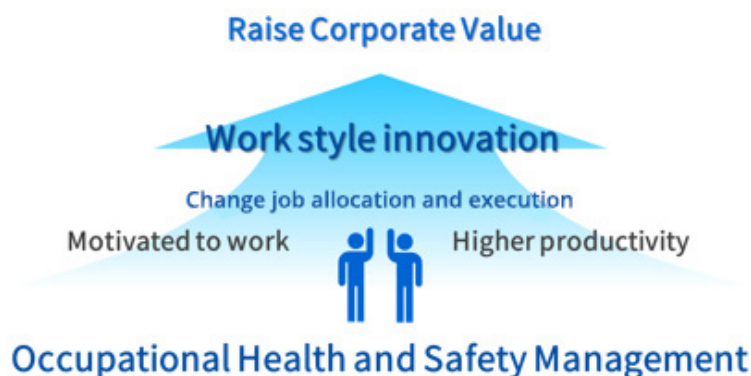 Raise Corporate Value
Work style innovation
Change job allocation and execution
Motivated to work
Higher productivity
Occupational Health and Safety Management